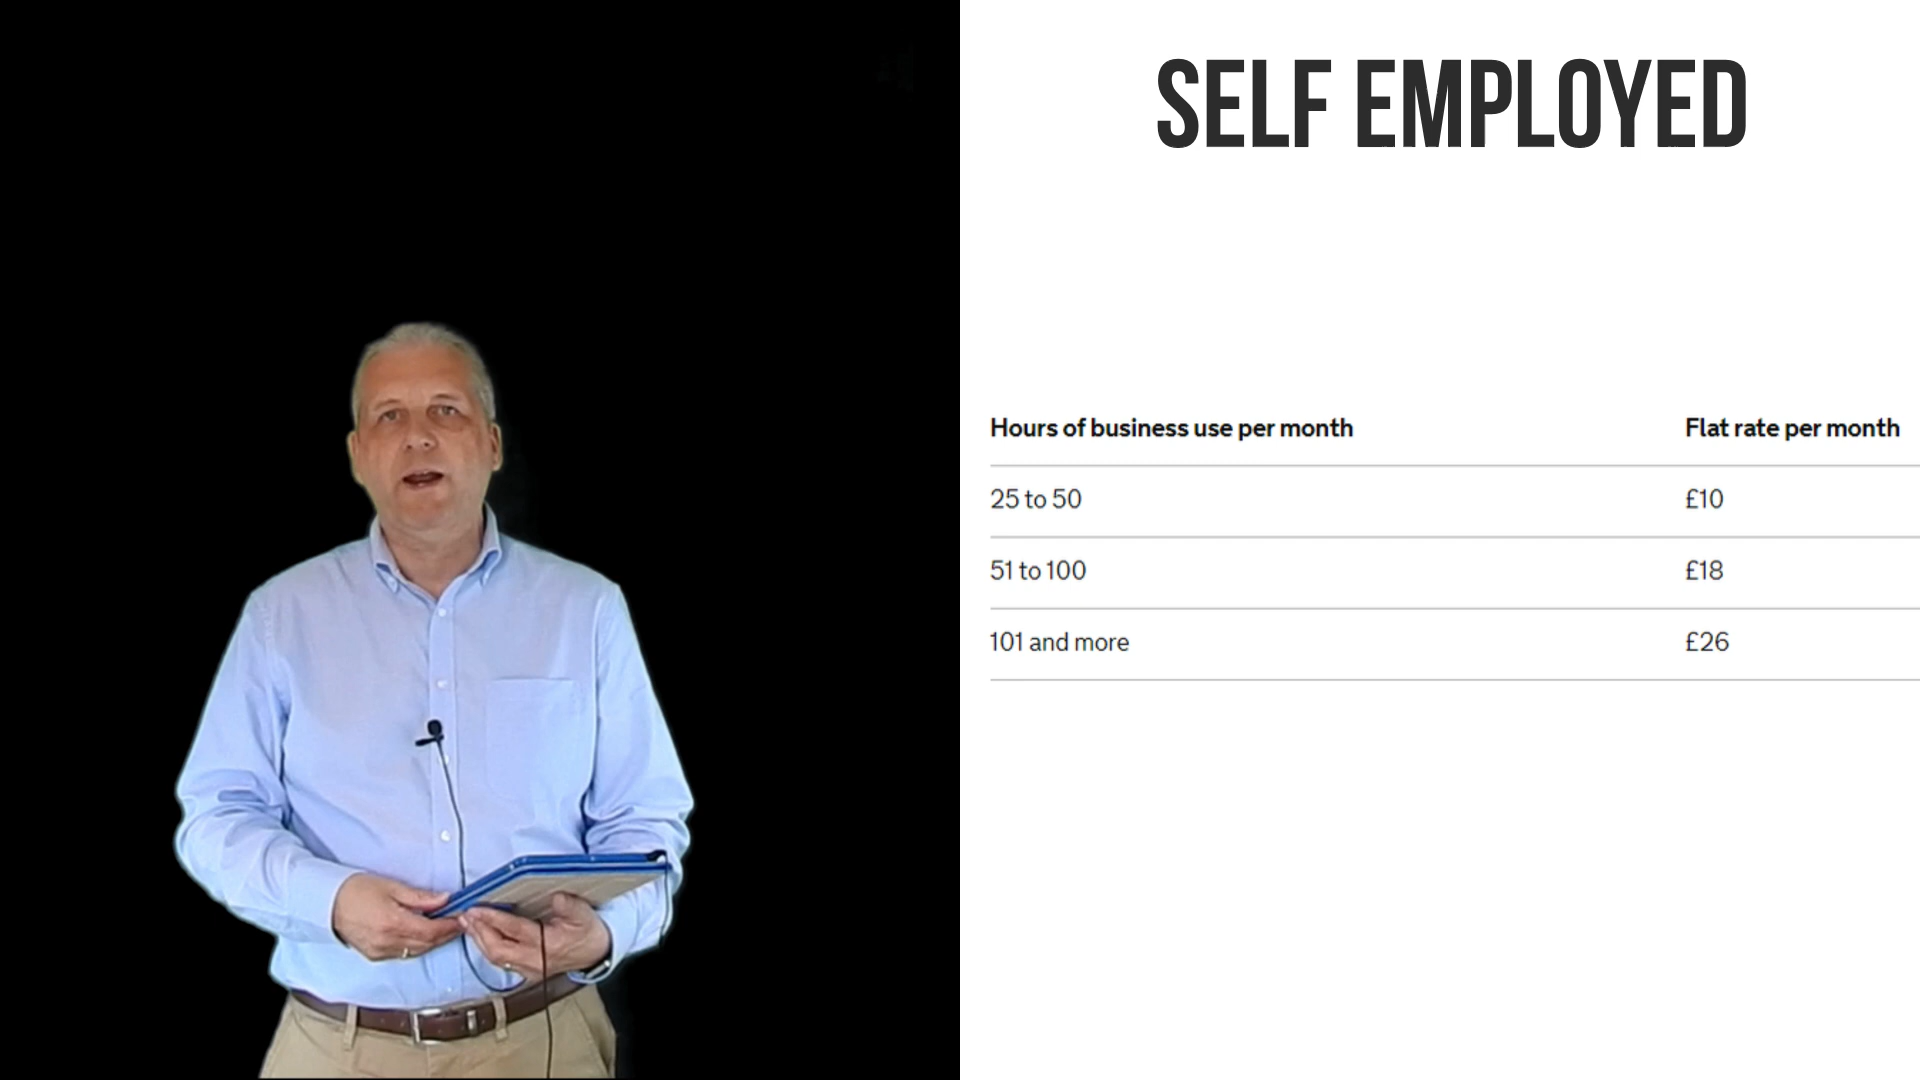 SELF EMPLOYED
Hours of business use per month Flat rate per month
25 to 50 £10
51 to 100 £18
101 and more £26